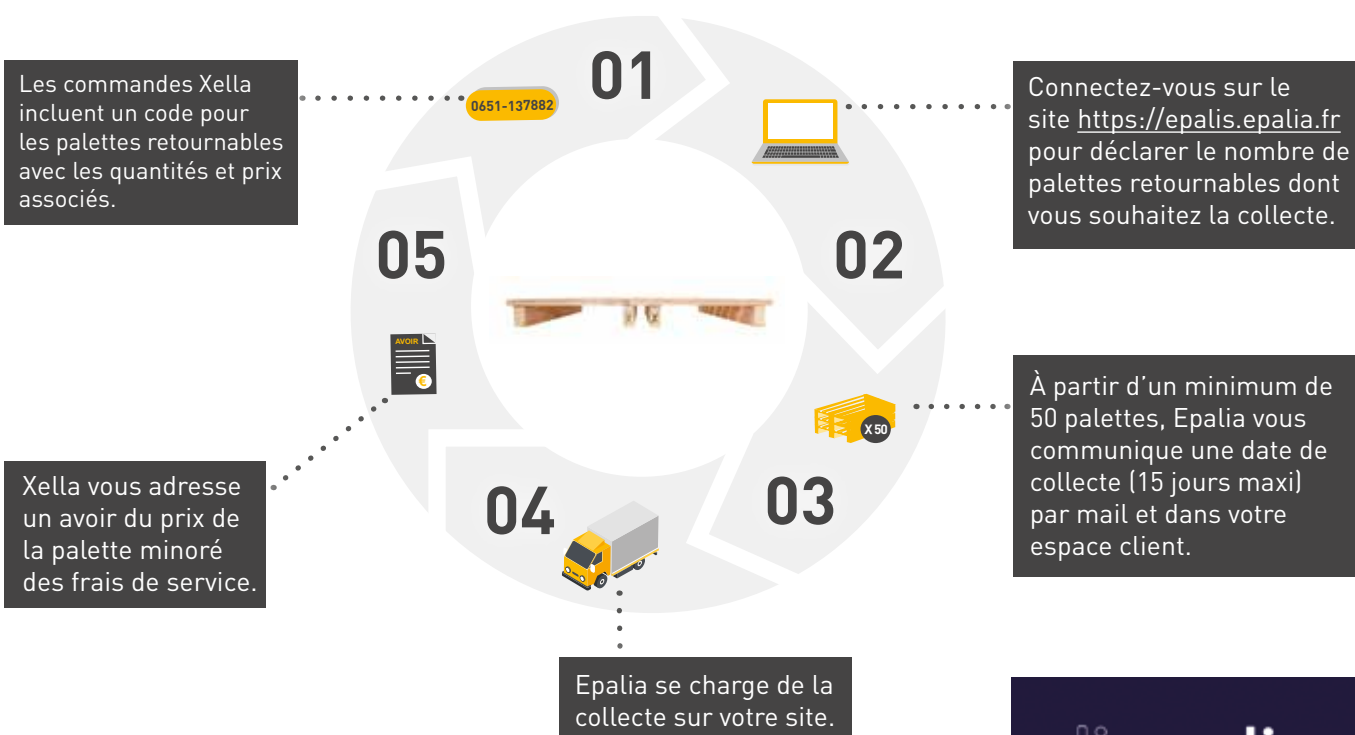 01
0651-137882
Les commandes Xella
incluent un code pour
les palettes retournables
avec les quantités et prix
associés.
02
Connectez-vous sur le
site https://epalis.epalia.fr
pour déclarer le nombre de
palettes retournables dont
vous souhaitez la collecte.
03
X 50
À partir d’un minimum de
50 palettes, Epalia vous
communique une date de
collecte (15 jours maxi)
par mail et dans votre
espace client.
04
Epalia se charge de la
collecte sur votre site.
05
AVOIR
€
Xella vous adresse
un avoir du prix de
la palette minoré
des frais de service.